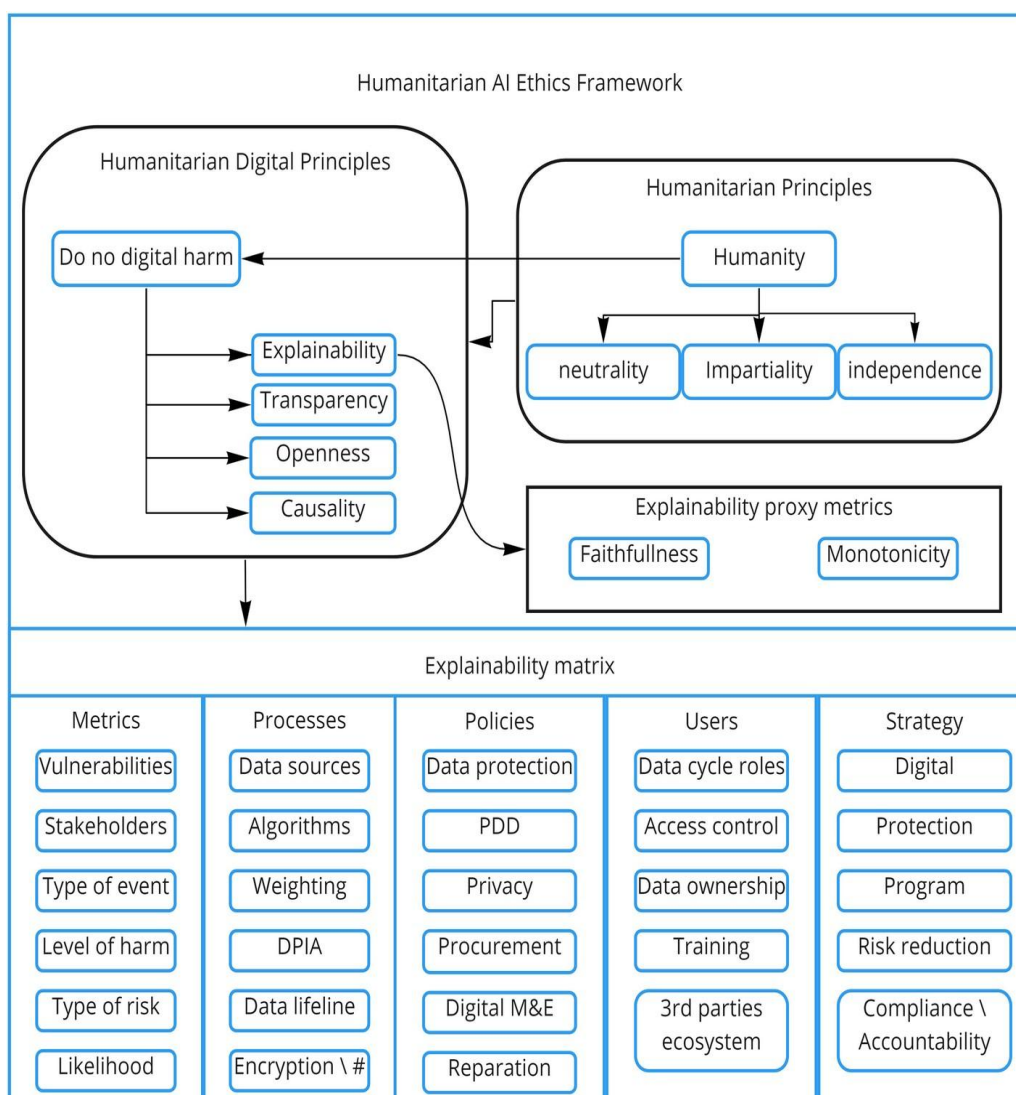 Humanitarian AI Ethics Framework
Humanitarian Digital Principles
Do no digital harm
Explainability
Transparency
Openness
Causality
Humanitarian Principles
Humanity
neutrality
Impartiality
independence
Explainability proxy metrics
Faithfullness
Monotonicity
Explainability matrix
Metrics
Vulnerabilities
Stakeholders
Type of event
Level of harm
Type of risk
Likelihood
Processes
Data sources
Algorithms
Weighting
DPIA
Data lifeline
Encryption \ #
Policies
Data protection
PDD
Privacy
Procurement
Digital M&E
Reparation
Users
Data cycle roles
Access control
Data ownership
Training
3rd parties
ecosystem
Strategy
Digital
Protection
Program
Risk reduction
Compliance \
Accountability